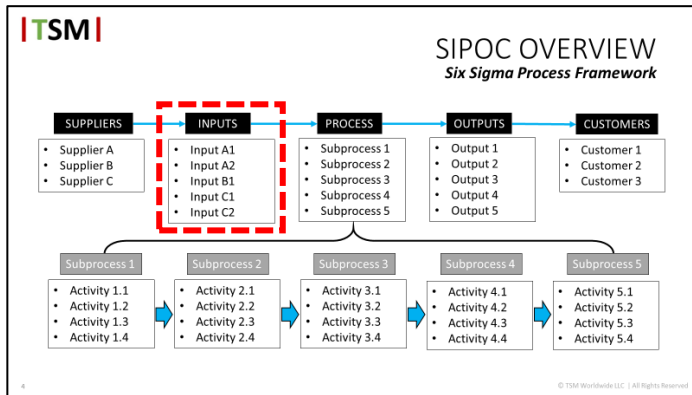 |TSM|
SIPOC OVERVIEW
Six Sigma Process Framework
SUPPLIERS
INPUTS
PROCESS
OUTPUTS
CUSTOMERS
• Supplier A
• Supplier B
• Supplier C
• Input A1
• Input A2
• Input B1
• Input C1
• Input C2
• Subprocess 1
• Subprocess 2
• Subprocess 3
• Subprocess 4
• Subprocess 5
• Output 1
• Output 2
• Output 3
• Output 4
• Output 5
• Customer 1
• Customer 2
• Customer 3
Subprocess 1
Subprocess 2
Subprocess 3
Subprocess 4
Subprocess 5
• Activity 1.1
• Activity 1.2
• Activity 1.3
• Activity 1.4
• Activity 2.1
• Activity 2.2
• Activity 2.3
• Activity 2.4
• Activity 3.1
• Activity 3.2
• Activity 3.3
• Activity 3.4
• Activity 4.1
• Activity 4.2
• Activity 4.3
• Activity 4.4
• Activity 5.1
• Activity 5.2
• Activity 5.3
• Activity 5.4
4
© TSM Worldwide LLC | All Rights Reserved